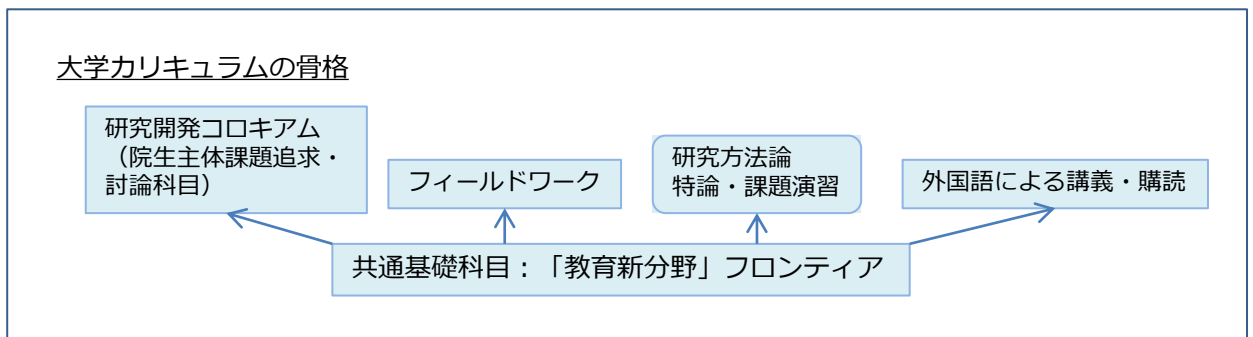 大学カリキュラムの骨格
研究開発コロキアム
（院生主体課題追求・
討論科目）
フィールドワーク
研究方法論
特論・課題演習
外国語による講義・購読
共通基礎科目：「教育新分野」フロンティア